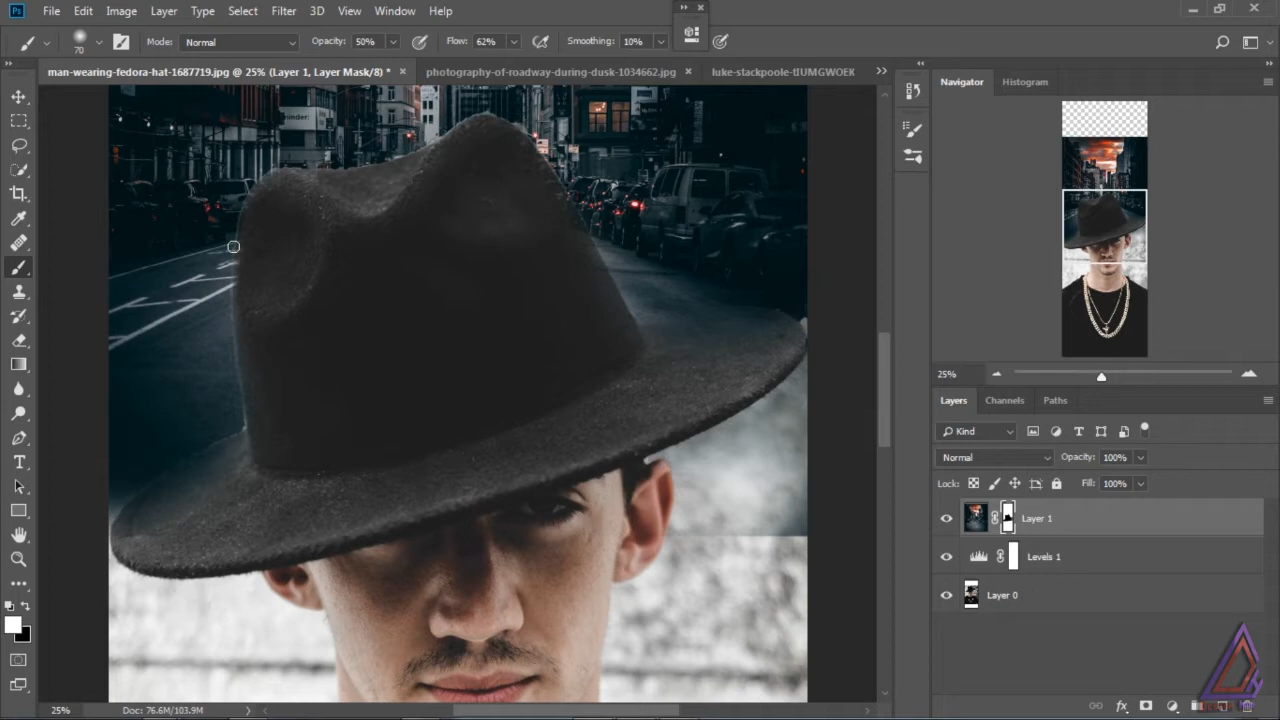 Ps File Edit Image Layer Type Select Filter 3D View Window Help
70 Mode: Normal Opacity: 50% Flow: 62% Smoothing: 10%
man-wearing-fedora-hat-1687719.jpg @ 25% (Layer 1, Layer Mask/8) * × photography-of-roadway-during-dusk-1034662.jpg × luke-stackpoole-tIUMGWOEK
Navigator Histogram
inder:
25%
Layers Channels Paths
Kind
Normal Opacity: 100%
Lock: Fill: 100%
Layer 1
Levels 1
Layer 0
25% Doc: 76.6M/103.9M